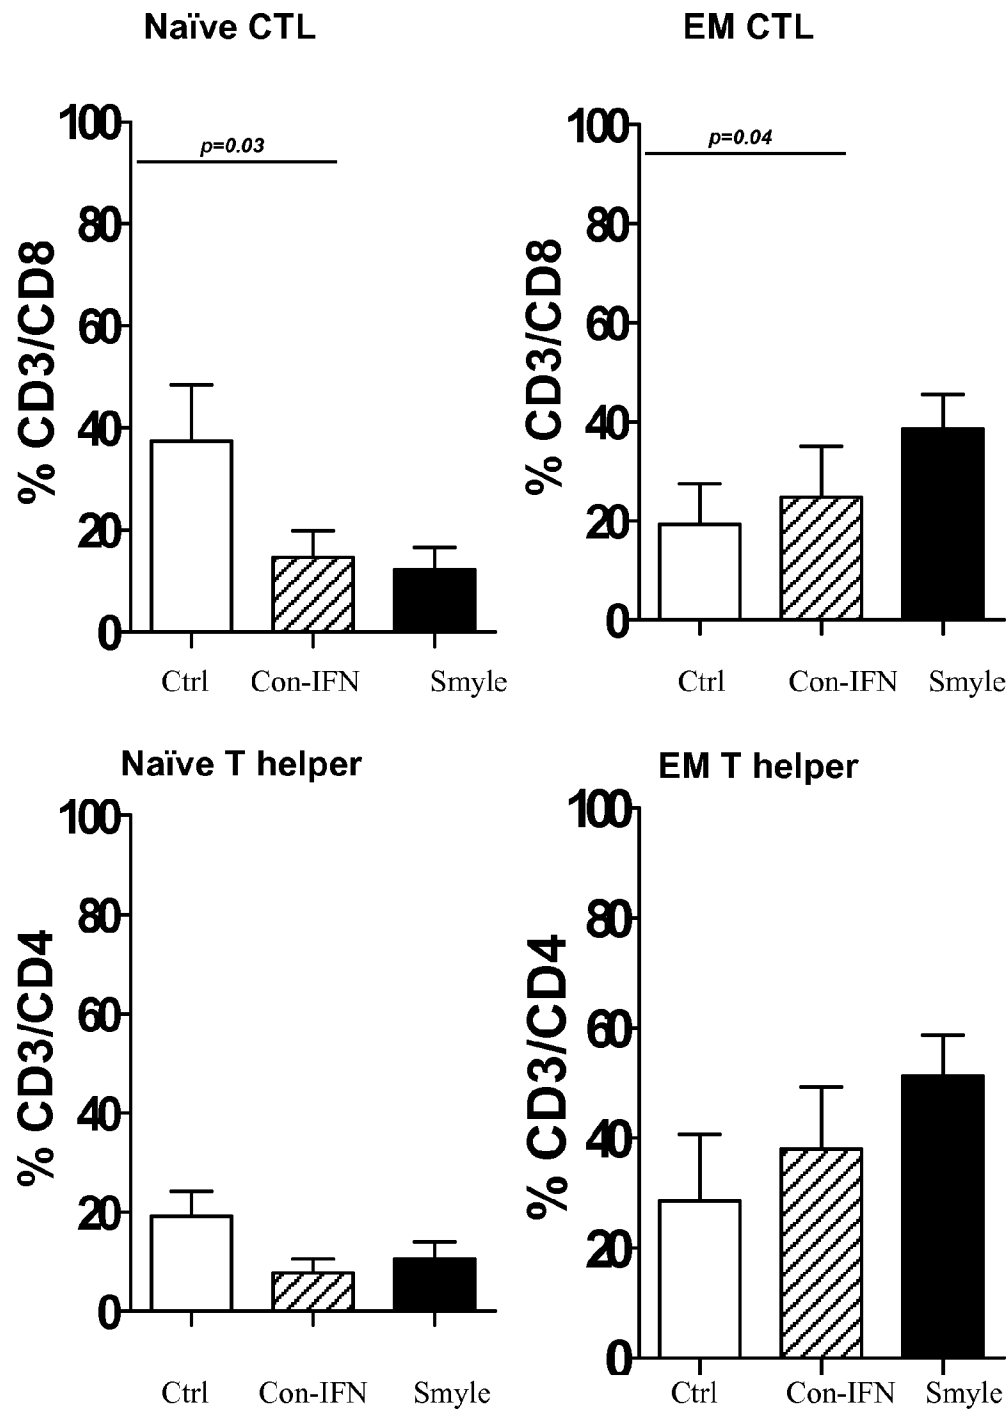 Naïve CTL
100
80
60
40
20
0
% CD3/CD8
p=0.03
Ctrl Con-IFN Smyle
EM CTL
100
80
60
40
20
0
% CD3/CD8
p=0.04
Ctrl Con-IFN Smyle
Naïve T helper
100
80
60
40
20
0
% CD3/CD4
Ctrl Con-IFN Smyle
EM T helper
100
80
60
40
20
0
% CD3/CD4
Ctrl Con-IFN Smyle